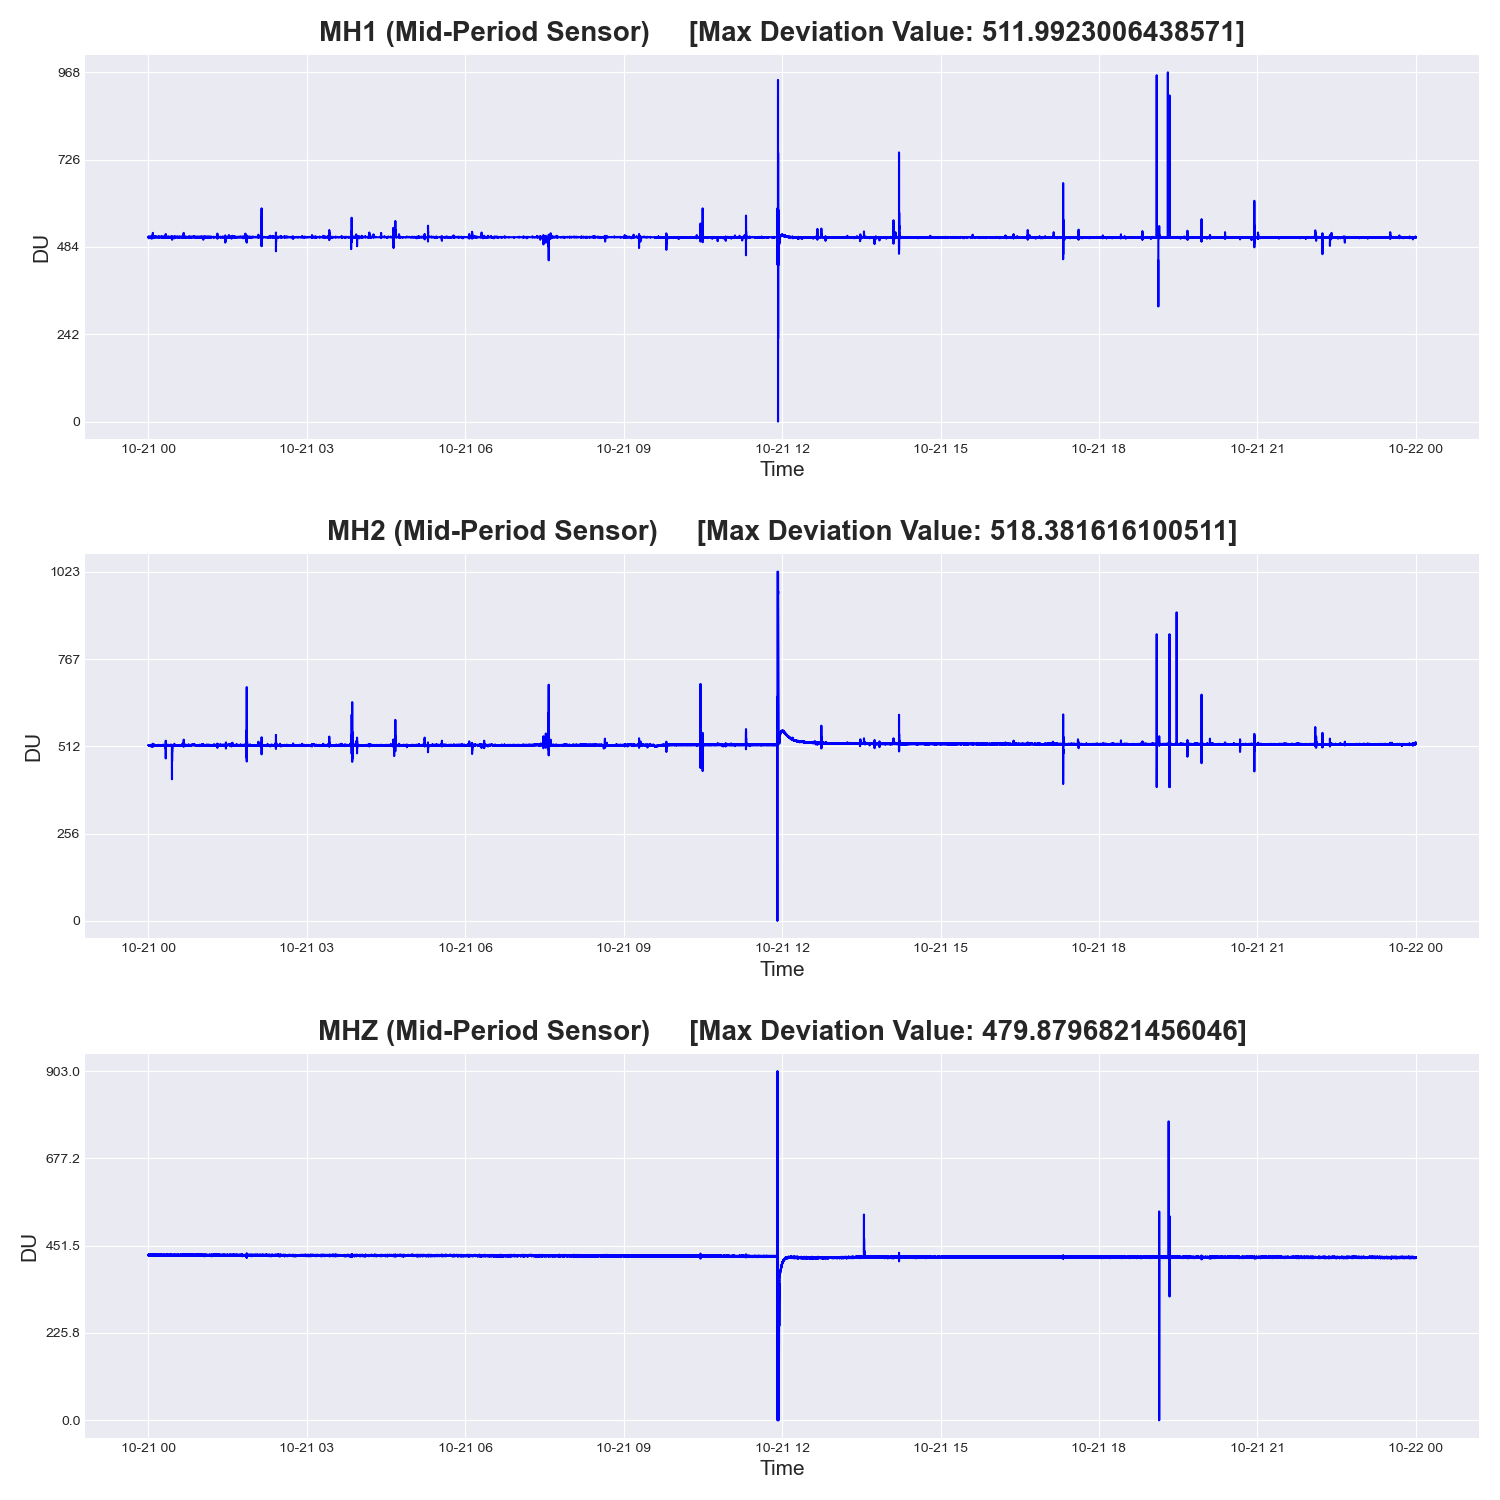 MH1 (Mid-Period Sensor) [Max Deviation Value: 511.9923006438571]
968
726
484
242
0
DU
10-21 00 10-21 03 10-21 06 10-21 09 10-21 12 10-21 15 10-21 18 10-21 21 10-22 00
Time
MH2 (Mid-Period Sensor) [Max Deviation Value: 518.381616100511]
1023
767
512
256
0
DU
10-21 00 10-21 03 10-21 06 10-21 09 10-21 12 10-21 15 10-21 18 10-21 21 10-22 00
Time
MHZ (Mid-Period Sensor) [Max Deviation Value: 479.8796821456046]
903.0
677.2
451.5
225.8
0.0
DU
10-21 00 10-21 03 10-21 06 10-21 09 10-21 12 10-21 15 10-21 18 10-21 21 10-22 00
Time